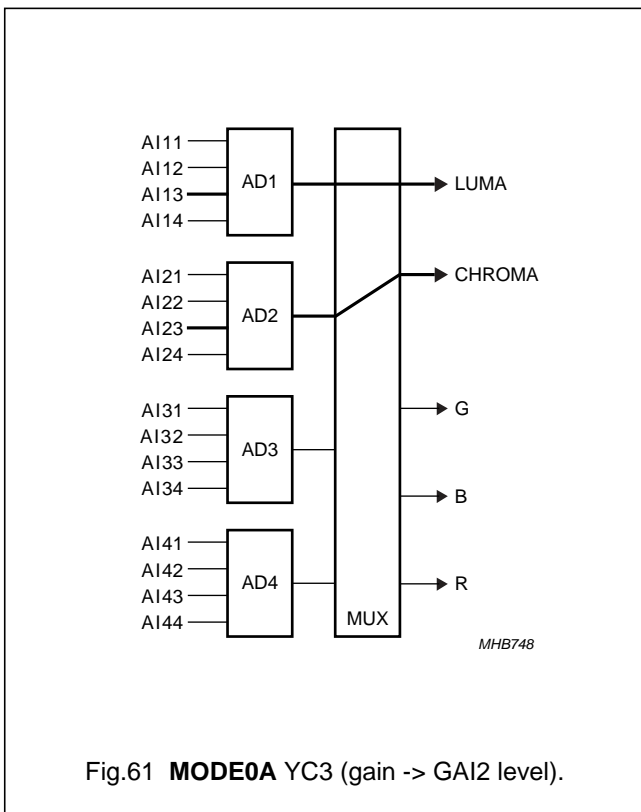 AI11
AI12
AI13
AI14
AD1
LUMA
AI21
AI22
AI23
AI24
AD2
CHROMA
AI31
AI32
AI33
AI34
AD3
G
B
AI41
AI42
AI43
AI44
AD4
R
MUX
MHB748
Fig.61 MODE0A YC3 (gain -> GAI2 level).